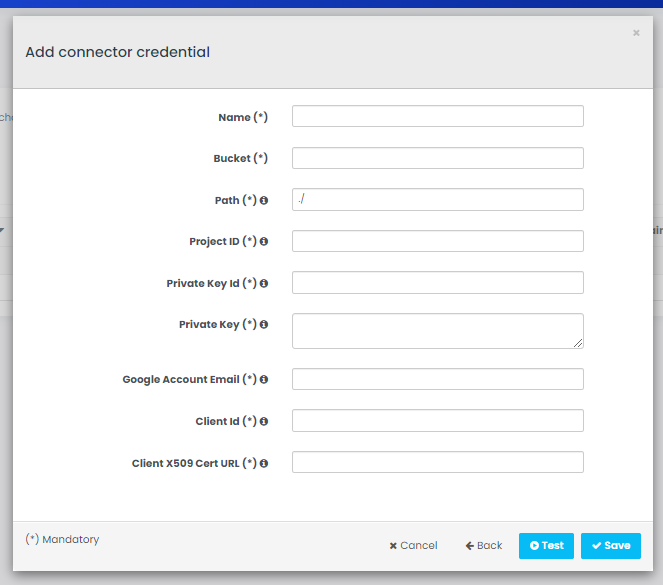 ×
Add connector credential
Name (*)
Bucket (*)
Path (*)
./
Project ID (*)
Private Key Id (*)
Private Key (*)
Google Account Email (*)
Client Id (*)
Client X509 Cert URL (*)
(*) Mandatory
Cancel
Back
Test
Save